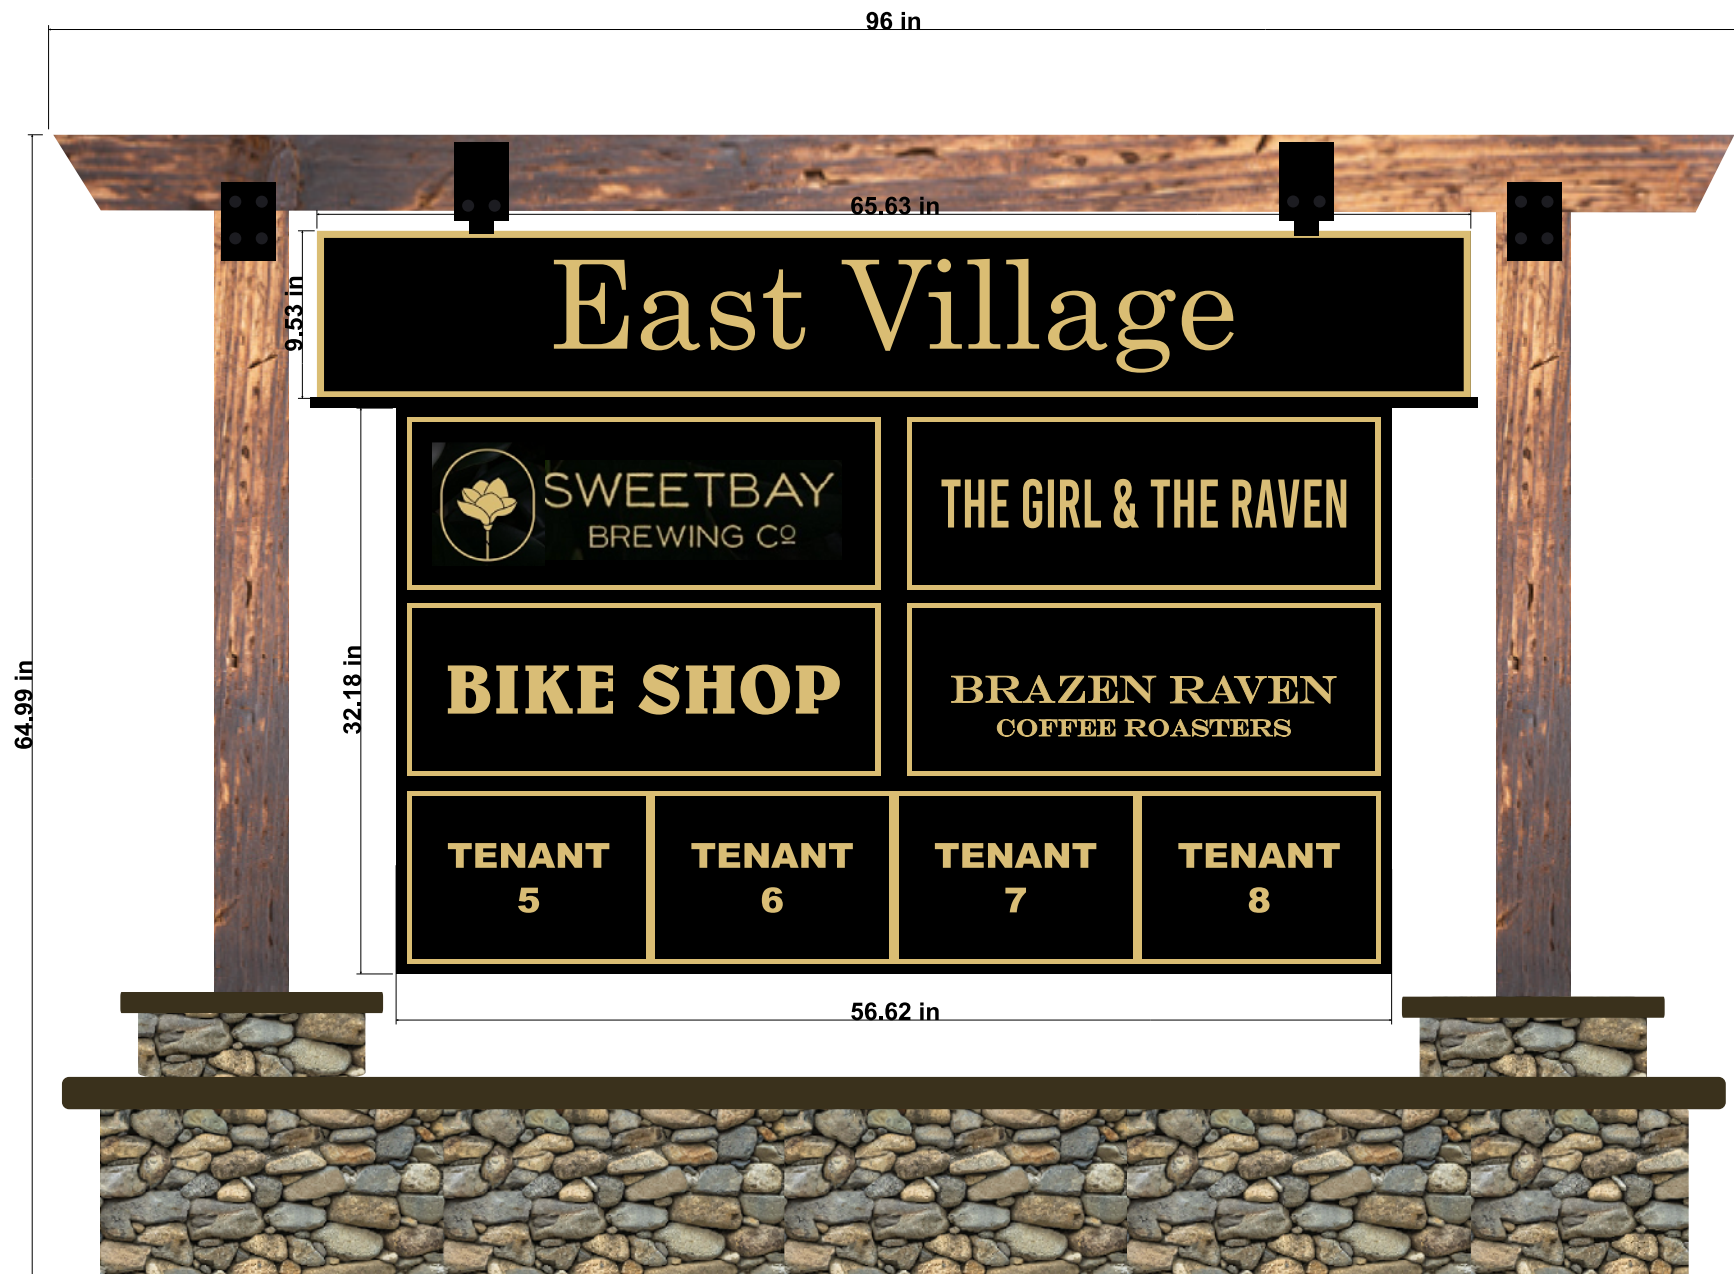 96 in
65.63 in
9.53 in
East Village
SWEETBAY
BREWING Cº
THE GIRL & THE RAVEN
64.99 in
32.18 in
BIKE SHOP
BRAZEN RAVEN
COFFEE ROASTERS
TENANT
5
TENANT
6
TENANT
7
TENANT
8
56.62 in